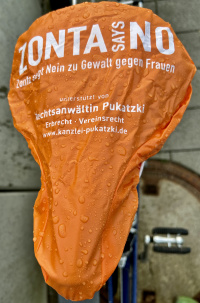 ZONTA SAYS NO
Zonta sagt Nein zu Gewalt gegen Frauen
unterstützt von
Rechtsanwältin Pukatzki
Erbrecht · Vereinsrecht
www.kanzlei-pukatzki.de